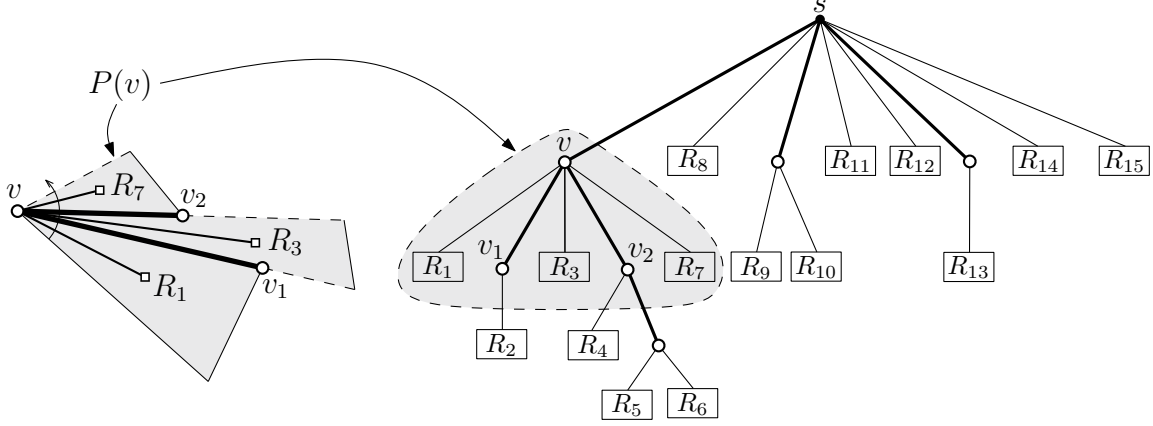 s
P(v)
v
R₈ R₁₁ R₁₂ R₁₄ R₁₅
v R₇ v₂
R₃
v₁ v₂
R₁ R₃ R₇ R₉ R₁₀ R₁₃
R₁ v₁
R₂ R₄
R₅ R₆